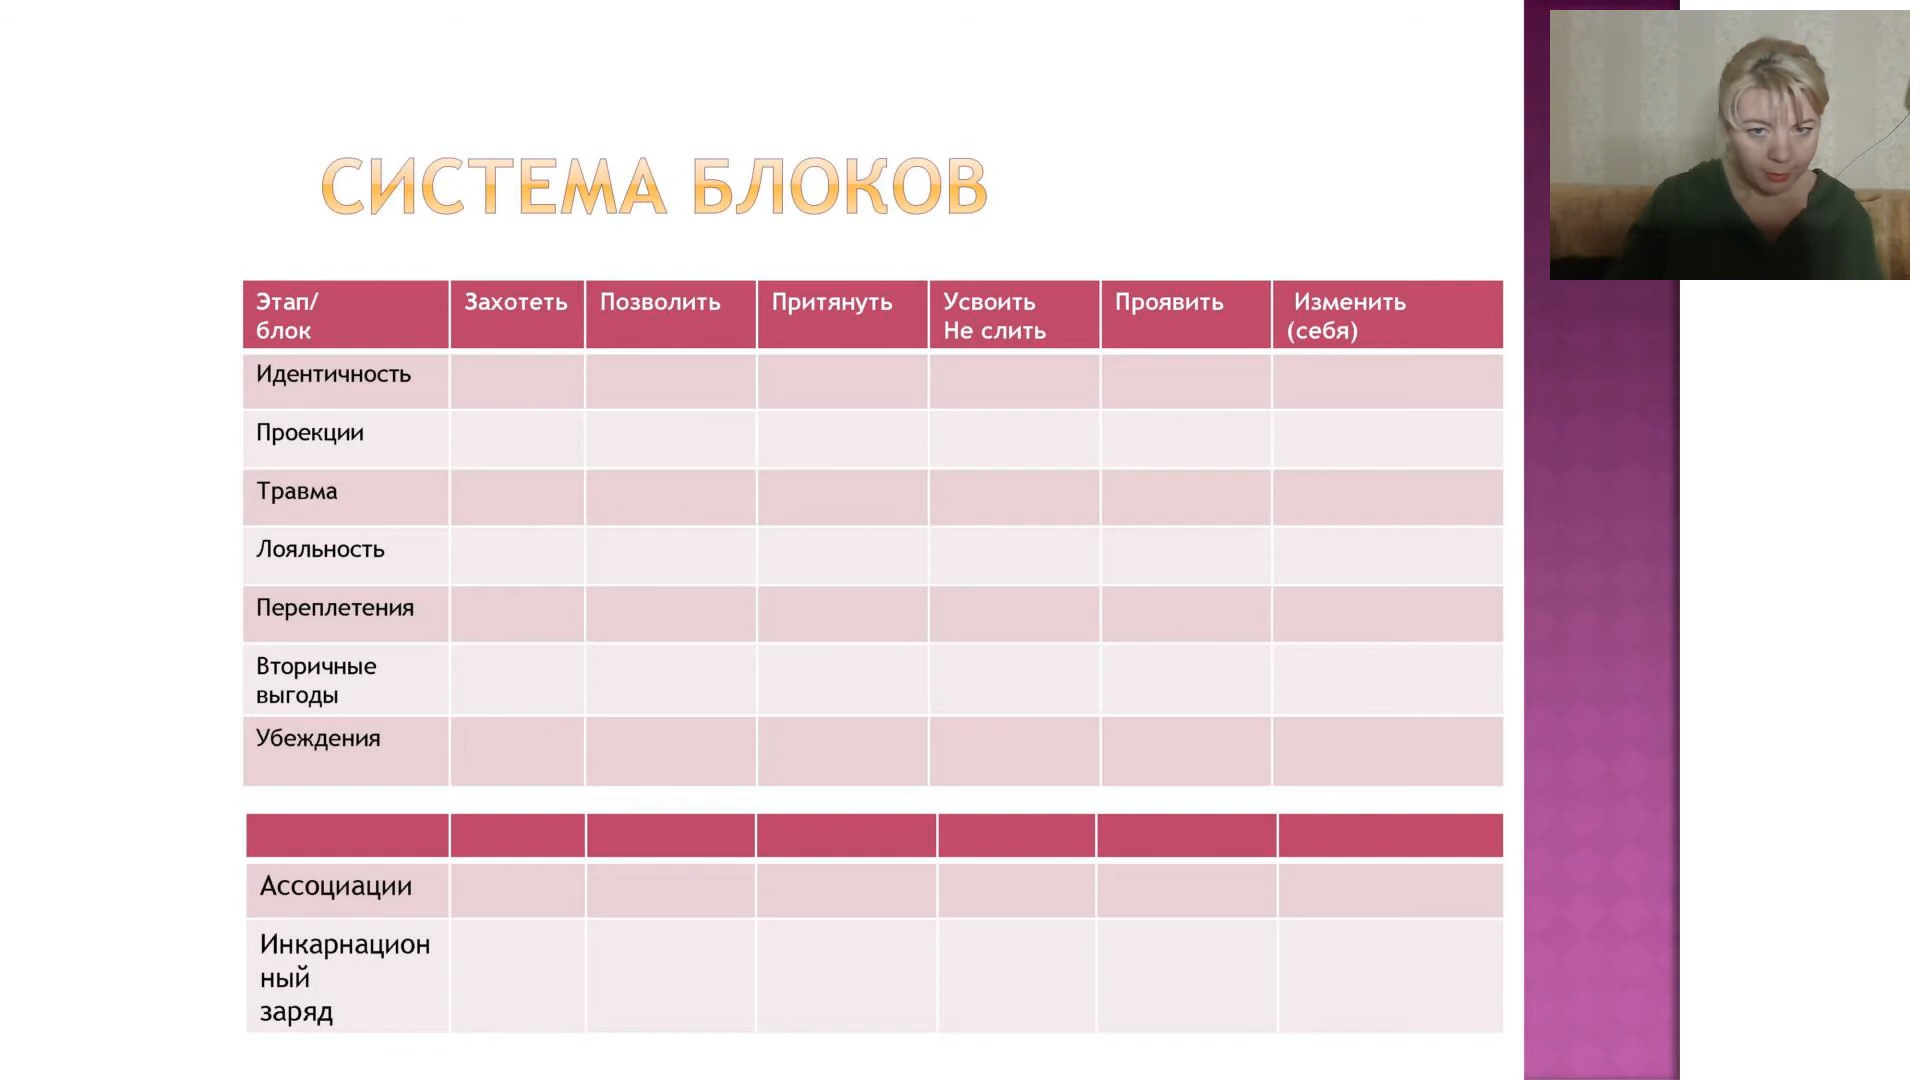 СИСТЕМА БЛОКОВ
Этап/ Захотеть Позволить Притянуть Усвоить Проявить Изменить
блок Не слить (себя)
Идентичность
Проекции
Травма
Лояльность
Переплетения
Вторичные
выгоды
Убеждения
Ассоциации
Инкарнацион
ный
заряд